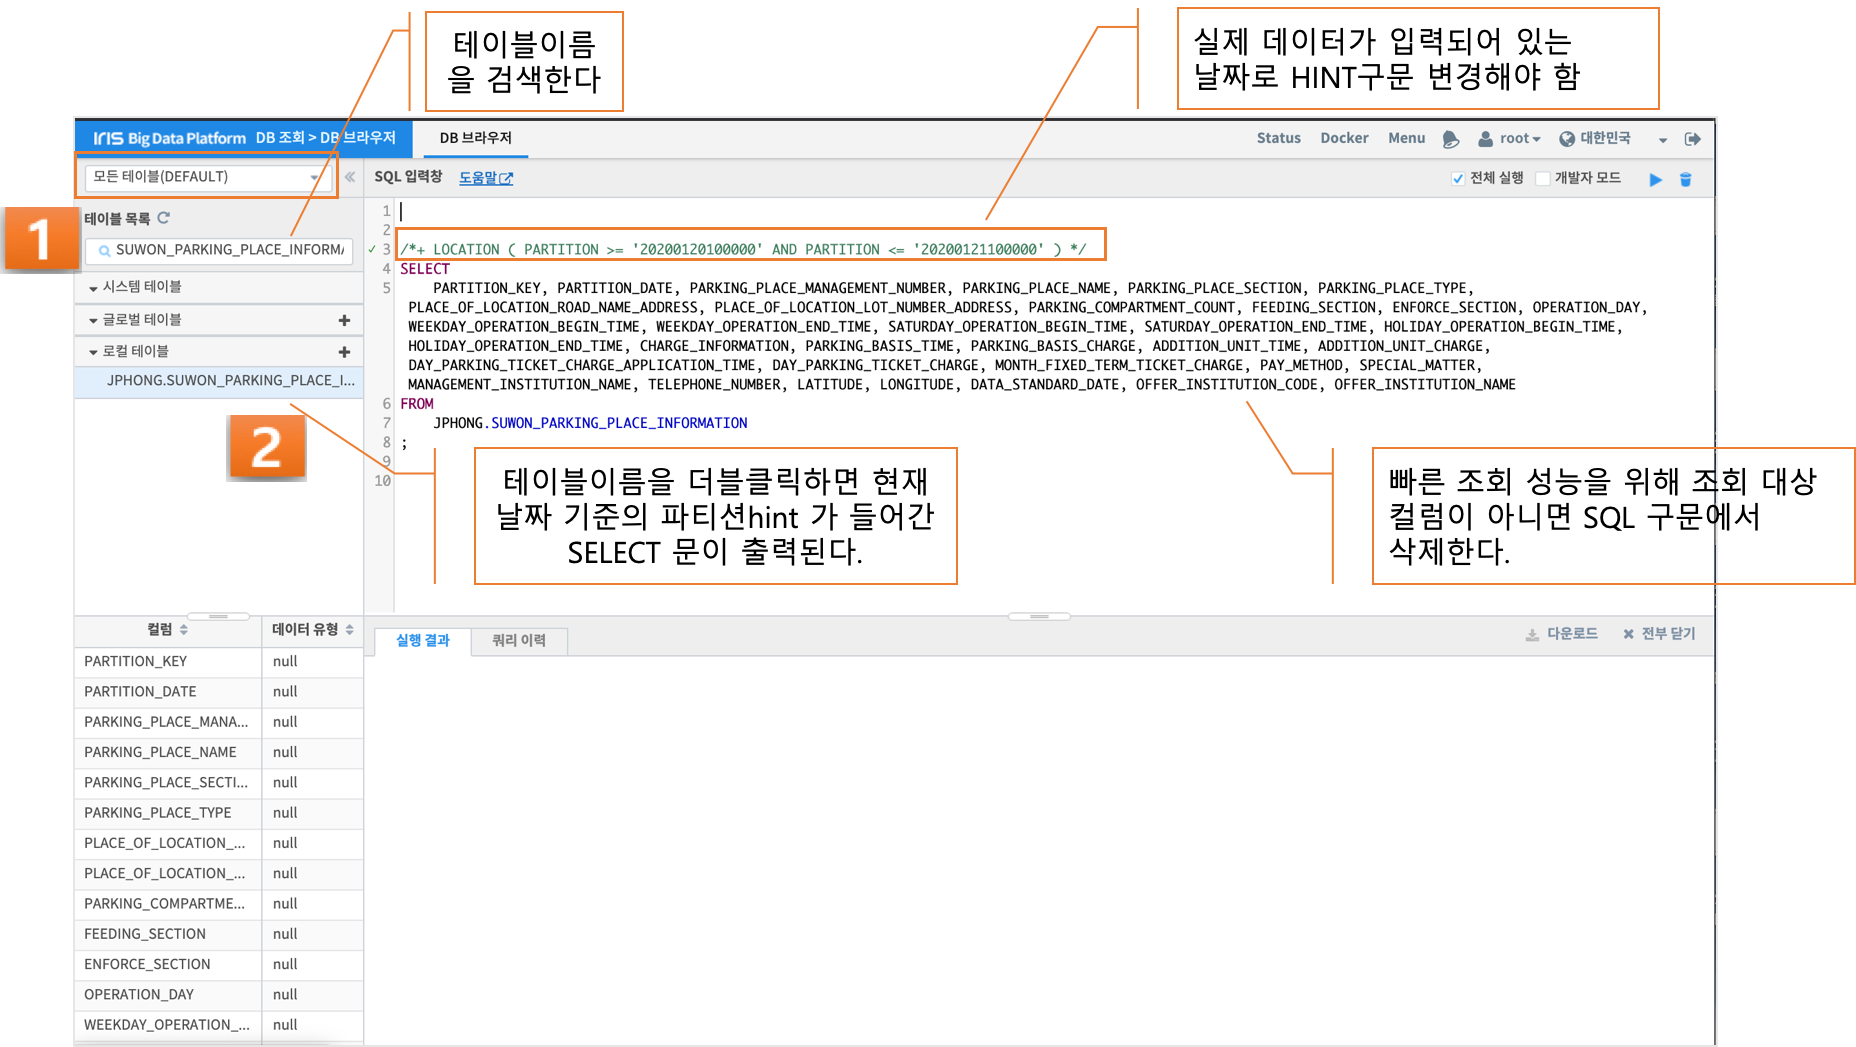 테이블이름
을 검색한다
실제 데이터가 입력되어 있는
날짜로 HINT구문 변경해야 함
IRIS Big Data Platform DB 조회 > DB 브라우저
DB 브라우저
Status Docker Menu root 대한민국
모든 테이블(DEFAULT)
SQL 입력창 도움말
전체 실행 개발자 모드
1
테이블 목록
SUWON_PARKING_PLACE_INFORMA
시스템 테이블
글로벌 테이블
로컬 테이블
JPHONG.SUWON_PARKING_PLACE_I...
2
1
2
3 /*+ LOCATION ( PARTITION >= '20200120100000' AND PARTITION <= '20200121100000' ) */
4 SELECT
5 PARTITION_KEY, PARTITION_DATE, PARKING_PLACE_MANAGEMENT_NUMBER, PARKING_PLACE_NAME, PARKING_PLACE_SECTION, PARKING_PLACE_TYPE,
PLACE_OF_LOCATION_ROAD_NAME_ADDRESS, PLACE_OF_LOCATION_LOT_NUMBER_ADDRESS, PARKING_COMPARTMENT_COUNT, FEEDING_SECTION, ENFORCE_SECTION, OPERATION_DAY,
WEEKDAY_OPERATION_BEGIN_TIME, WEEKDAY_OPERATION_END_TIME, SATURDAY_OPERATION_BEGIN_TIME, SATURDAY_OPERATION_END_TIME, HOLIDAY_OPERATION_BEGIN_TIME,
HOLIDAY_OPERATION_END_TIME, CHARGE_INFORMATION, PARKING_BASIS_TIME, PARKING_BASIS_CHARGE, ADDITION_UNIT_TIME, ADDITION_UNIT_CHARGE,
DAY_PARKING_TICKET_CHARGE_APPLICATION_TIME, DAY_PARKING_TICKET_CHARGE, MONTH_FIXED_TERM_TICKET_CHARGE, PAY_METHOD, SPECIAL_MATTER,
MANAGEMENT_INSTITUTION_NAME, TELEPHONE_NUMBER, LATITUDE, LONGITUDE, DATA_STANDARD_DATE, OFFER_INSTITUTION_CODE, OFFER_INSTITUTION_NAME
6 FROM
7 JPHONG.SUWON_PARKING_PLACE_INFORMATION
8 ;
9
10
테이블이름을 더블클릭하면 현재
날짜 기준의 파티션hint 가 들어간
SELECT 문이 출력된다.
빠른 조회 성능을 위해 조회 대상
컬럼이 아니면 SQL 구문에서
삭제한다.
컬럼 데이터 유형
PARTITION_KEY null
PARTITION_DATE null
PARKING_PLACE_MANA... null
PARKING_PLACE_NAME null
PARKING_PLACE_SECTI... null
PARKING_PLACE_TYPE null
PLACE_OF_LOCATION_... null
PLACE_OF_LOCATION_... null
PARKING_COMPARTME... null
FEEDING_SECTION null
ENFORCE_SECTION null
OPERATION_DAY null
WEEKDAY_OPERATION_... null
실행 결과 쿼리 이력
다운로드 전부 닫기